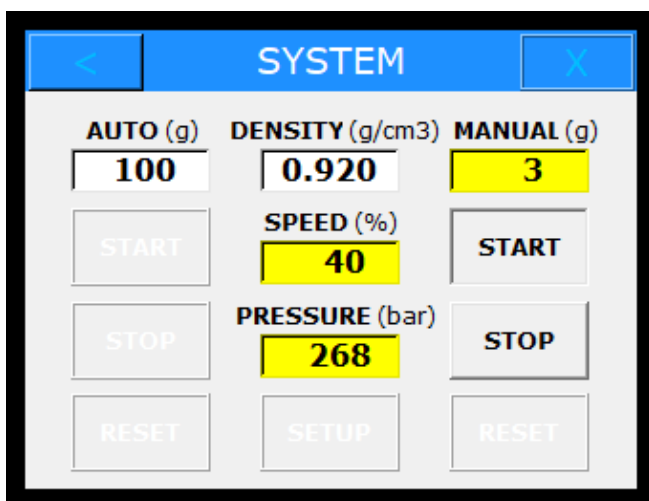 < SYSTEM X
AUTO (g) DENSITY (g/cm3) MANUAL (g)
100 0.920 3
SPEED (%)
START 40 START
PRESSURE (bar)
STOP 268 STOP
RESET SETUP RESET